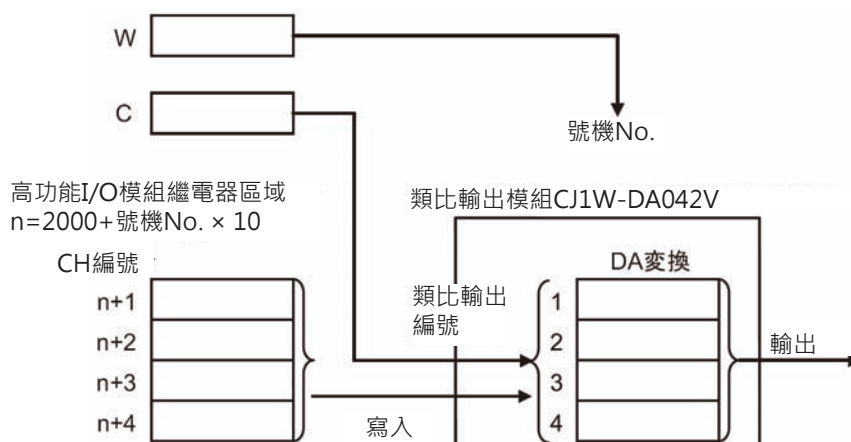 W
C
號機No.
高功能I/O模組繼電器區域
n=2000+號機No. × 10
類比輸出模組CJ1W-DA042V
CH編號
DA変換
n+1
n+2
n+3
n+4
類比輸出
編號
1
2
3
4
輸出
寫入